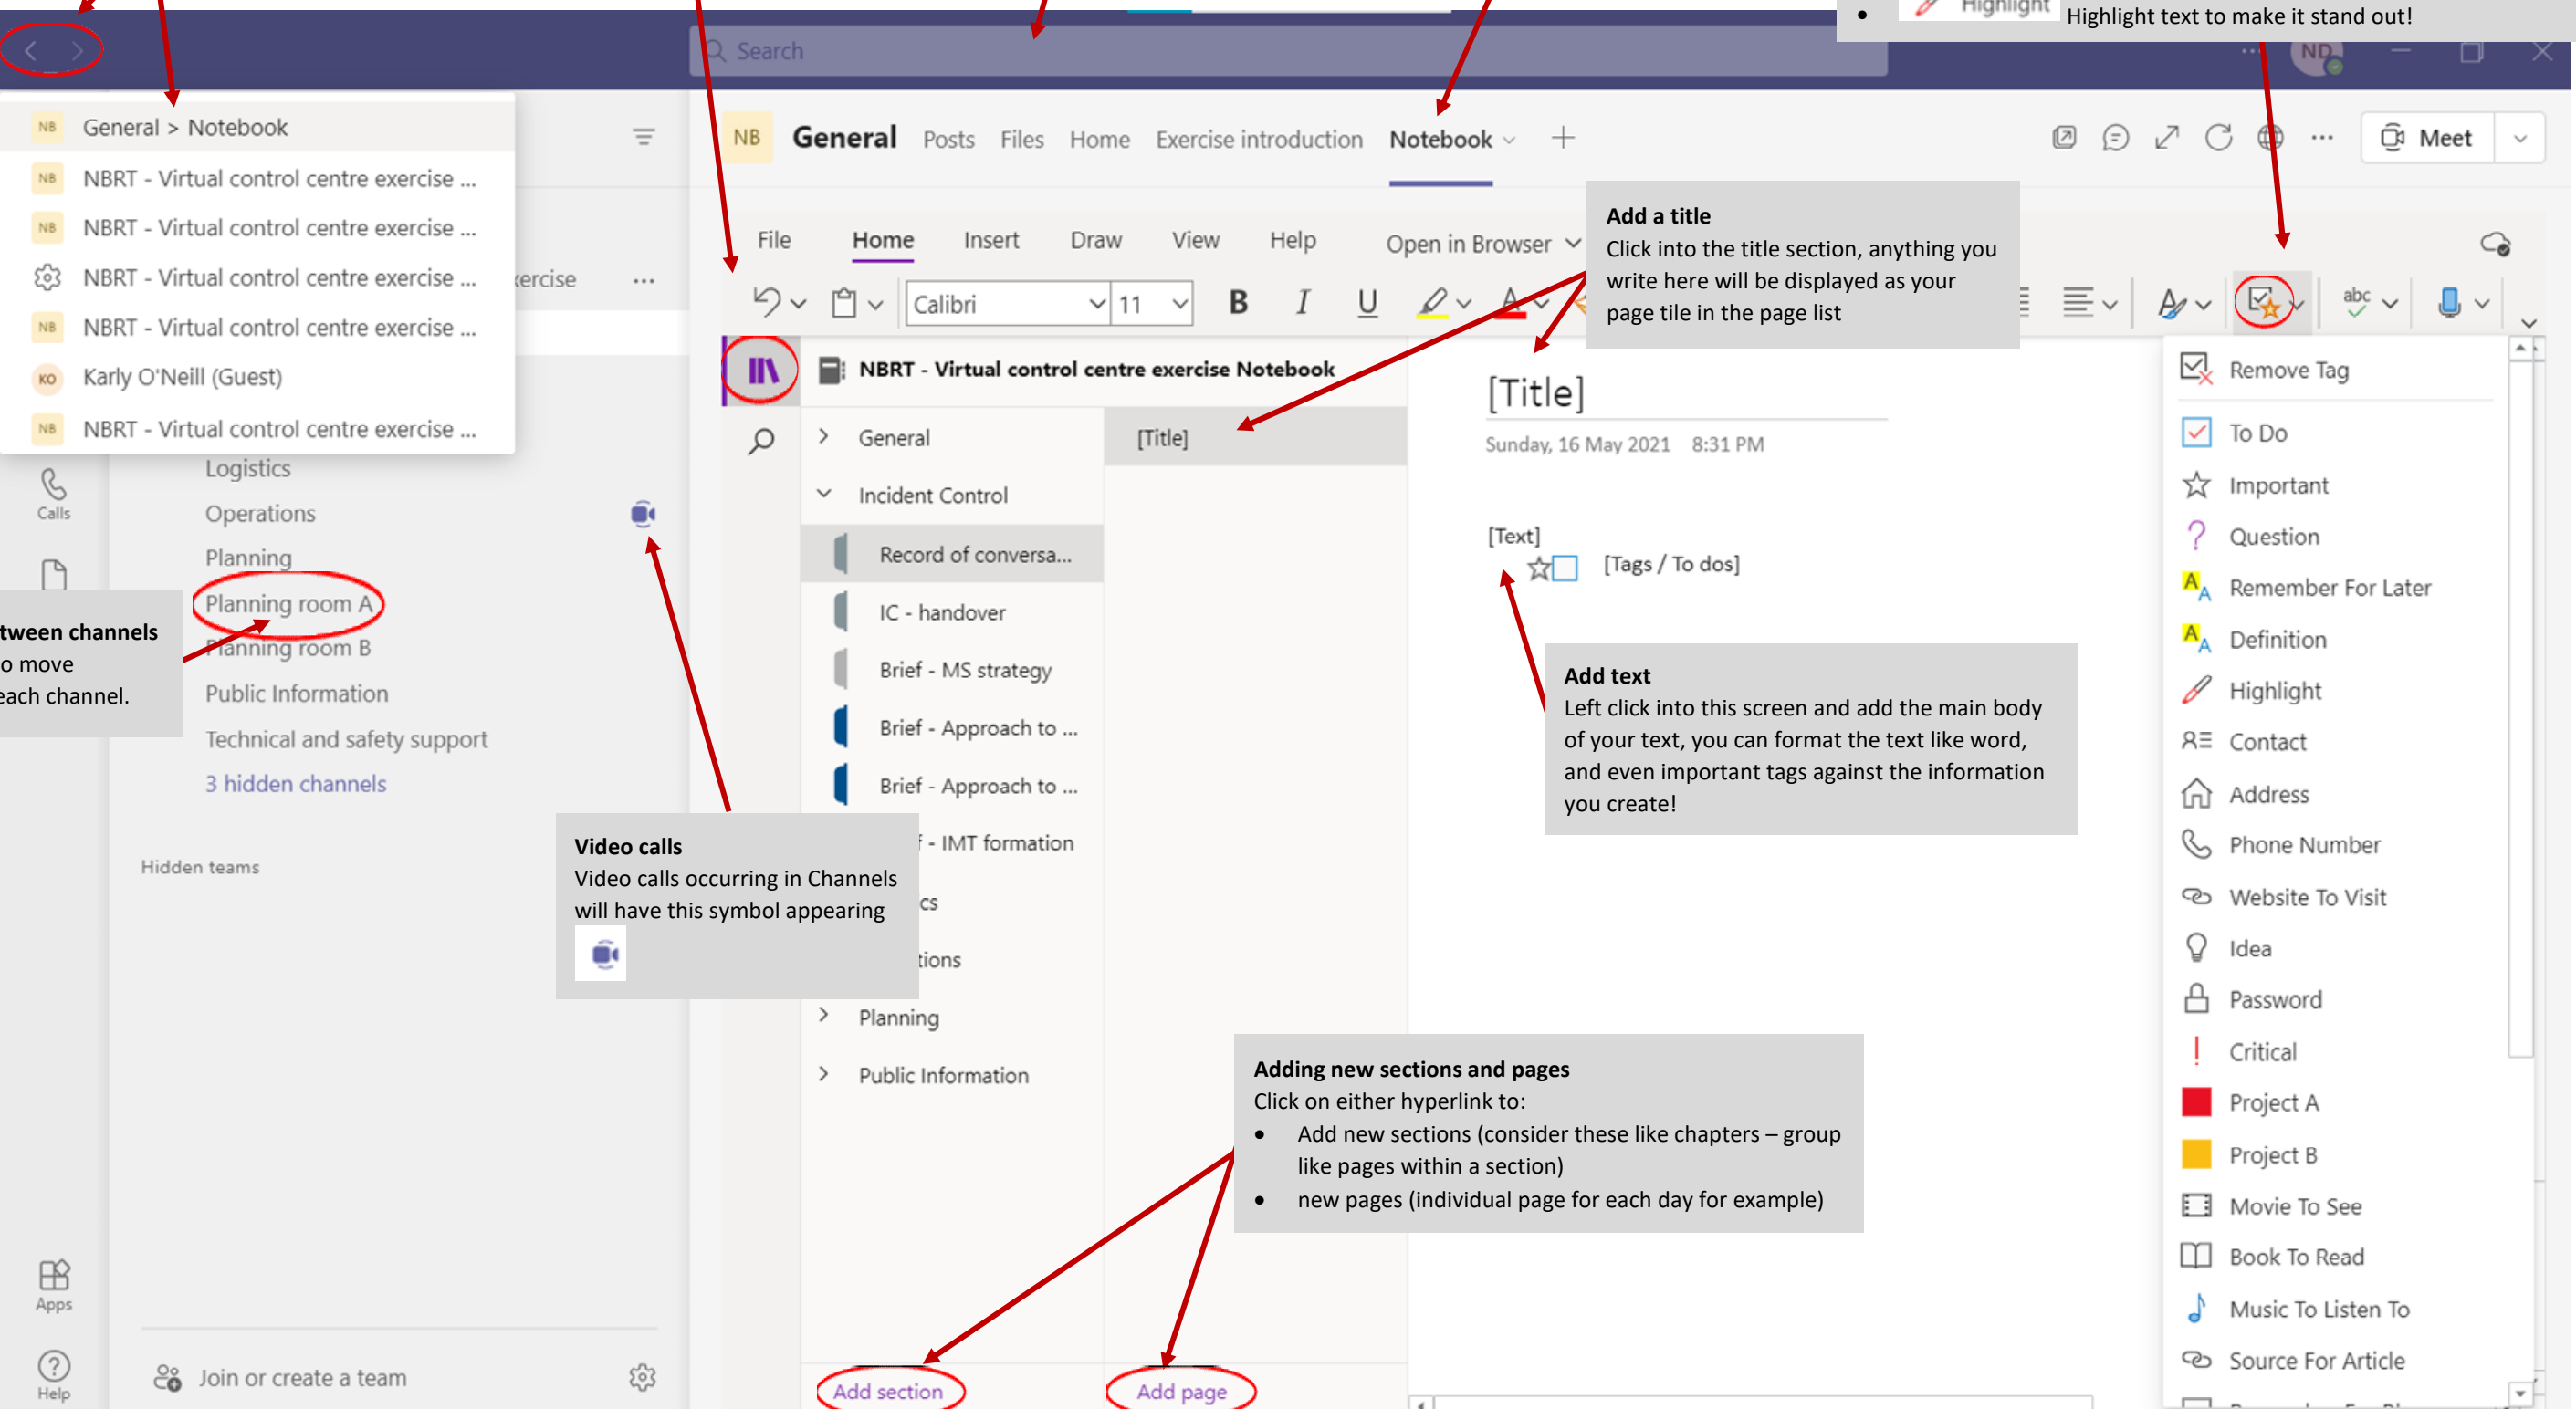 Highlight Highlight text to make it stand out!
Search
ND
General > Notebook
NBRT - Virtual control centre exercise ...
NBRT - Virtual control centre exercise ...
NBRT - Virtual control centre exercise ...
NBRT - Virtual control centre exercise ...
KO Karly O'Neill (Guest)
NBRT - Virtual control centre exercise ...
NB
NB
NB
NB
NB
xercise ...
Calls
Logistics
Operations
Planning
Planning room A
Planning room B
Public Information
Technical and safety support
3 hidden channels
Hidden teams
tween channels
o move
each channel.
Apps
Help
Join or create a team
NB General Posts Files Home Exercise introduction Notebook
... Meet
File Home Insert Draw View Help Open in Browser
Calibri 11 B I U A abc
Add a title
Click into the title section, anything you
write here will be displayed as your
page tile in the page list
NBRT - Virtual control centre exercise Notebook
General
Incident Control
Record of conversa...
IC - handover
Brief - MS strategy
Brief - Approach to ...
Brief - Approach to ...
f - IMT formation
cs
tions
Planning
Public Information
Add section
[Title]
Add page
[Title]
Sunday, 16 May 2021 8:31 PM
[Text]
[Tags / To dos]
Add text
Left click into this screen and add the main body
of your text, you can format the text like word,
and even important tags against the information
you create!
Video calls
Video calls occurring in Channels
will have this symbol appearing
Adding new sections and pages
Click on either hyperlink to:
• Add new sections (consider these like chapters – group
like pages within a section)
• new pages (individual page for each day for example)
Remove Tag
To Do
Important
Question
Remember For Later
Definition
Highlight
Contact
Address
Phone Number
Website To Visit
Idea
Password
Critical
Project A
Project B
Movie To See
Book To Read
Music To Listen To
Source For Article